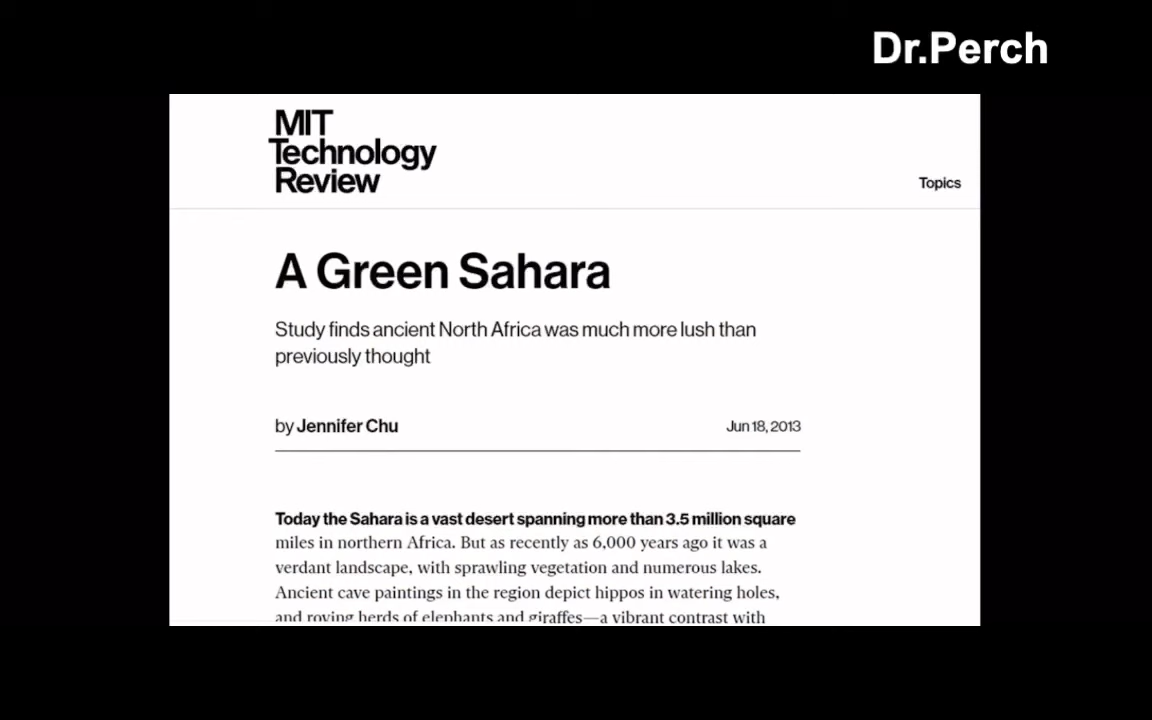 Dr.Perch
MIT
Technology
Review
Topics
A Green Sahara
Study finds ancient North Africa was much more lush than
previously thought
by Jennifer Chu
Jun 18, 2013
Today the Sahara is a vast desert spanning more than 3.5 million square
miles in northern Africa. But as recently as 6,000 years ago it was a
verdant landscape, with sprawling vegetation and numerous lakes.
Ancient cave paintings in the region depict hippos in watering holes,
and roving herds of elephants and giraffes—a vibrant contrast with